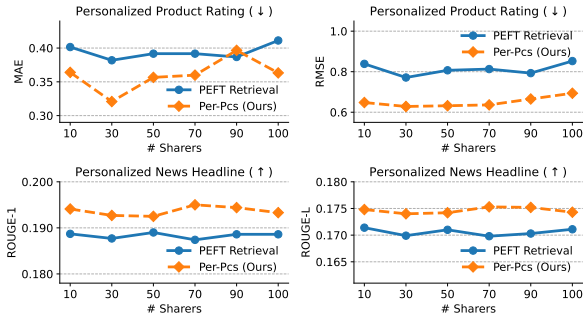 Personalized Product Rating (↓)
MAE
0.40
0.35
0.30
PEFT Retrieval
Per-Pcs (Ours)
10 30 50 70 90 100
# Sharers
Personalized Product Rating (↓)
RMSE
1.0
0.8
0.6
PEFT Retrieval
Per-Pcs (Ours)
10 30 50 70 90 100
# Sharers
Personalized News Headline (↑)
ROUGE-1
0.200
0.190
0.180
PEFT Retrieval
Per-Pcs (Ours)
10 30 50 70 90 100
# Sharers
Personalized News Headline (↑)
ROUGE-L
0.180
0.175
0.170
0.165
PEFT Retrieval
Per-Pcs (Ours)
10 30 50 70 90 100
# Sharers